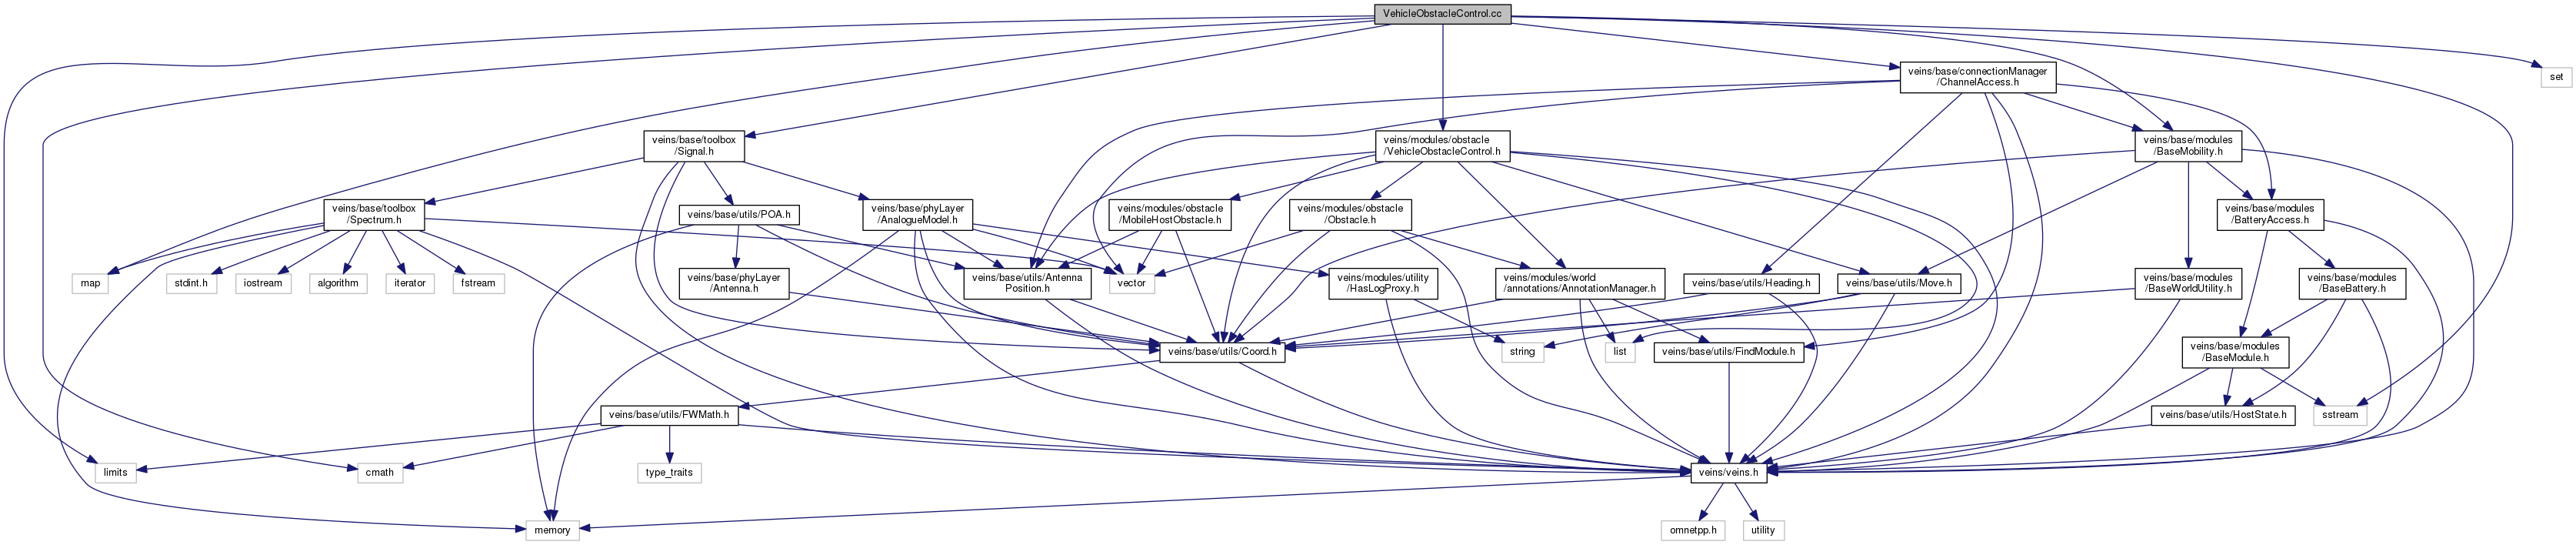 VehicleObstacleControl.cc
veins/base/connectionManager
/ChannelAccess.h
set
veins/base/toolbox
/Signal.h
veins/modules/obstacle
/VehicleObstacleControl.h
veins/base/modules
/BaseMobility.h
veins/base/toolbox
/Spectrum.h
veins/base/utils/POA.h
veins/base/phyLayer
/AnalogueModel.h
veins/modules/obstacle
/MobileHostObstacle.h
veins/modules/obstacle
/Obstacle.h
veins/base/modules
/BatteryAccess.h
map
stdint.h
iostream
algorithm
iterator
fstream
veins/base/phyLayer
/Antenna.h
veins/base/utils/Antenna
Position.h
vector
veins/modules/utility
/HasLogProxy.h
veins/modules/world
/annotations/AnnotationManager.h
veins/base/utils/Heading.h
veins/base/utils/Move.h
veins/base/modules
/BaseWorldUtility.h
veins/base/modules
/BaseBattery.h
veins/base/utils/Coord.h
string
list
veins/base/utils/FindModule.h
veins/base/modules
/BaseModule.h
veins/base/utils/FWMath.h
veins/base/utils/HostState.h
sstream
limits
cmath
type_traits
veins/veins.h
memory
omnetpp.h
utility